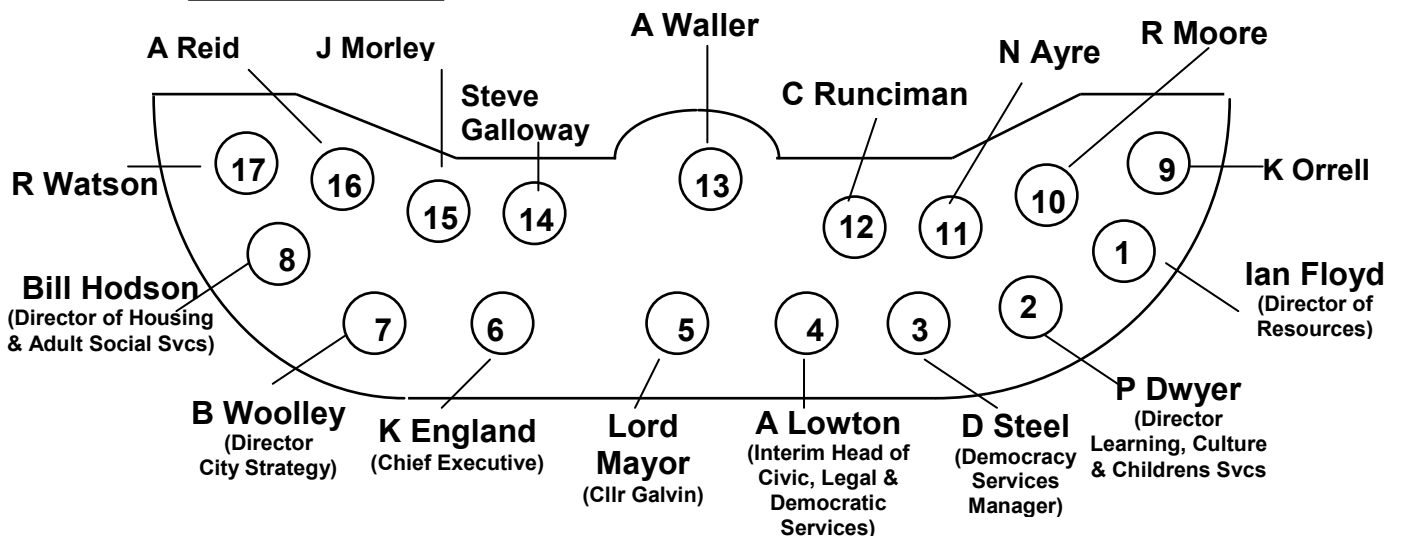 A Waller
R Moore
A Reid
J Morley
N Ayre
Steve
Galloway
C Runciman
17
16
15
14
13
12
11
10
9
R Watson
K Orrell
8
1
Bill Hodson
(Director of Housing
& Adult Social Svcs)
Ian Floyd
(Director of
Resources)
7
6
5
4
3
2
B Woolley
(Director
City Strategy)
K England
(Chief Executive)
Lord
Mayor
(Cllr Galvin)
A Lowton
(Interim Head of
Civic, Legal &
Democratic
Services)
D Steel
(Democracy
Services
Manager)
P Dwyer
(Director
Learning, Culture
& Childrens Svcs